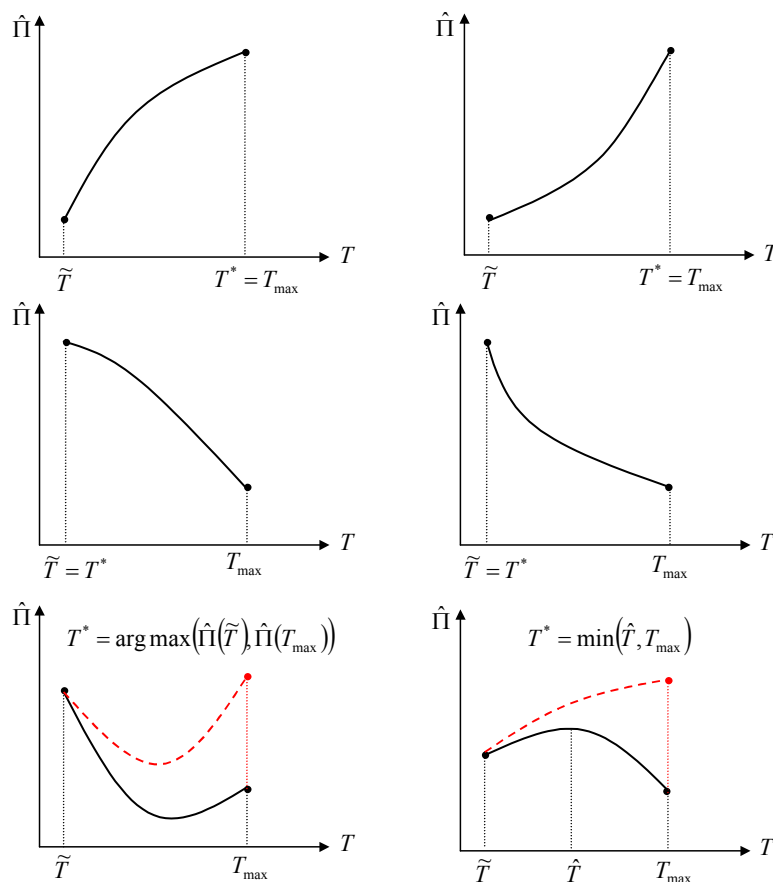 Π̂ Π̂
T T
T̃ T* = T_max T̃ T* = T_max
Π̂ Π̂
T T
T̃ = T* T_max T̃ = T* T_max
Π̂ Π̂
T* = arg max(Π̂(T̃), Π̂(T_max)) T* = min(T̂, T_max)
T T
T̃ T_max T̃ T̂ T_max